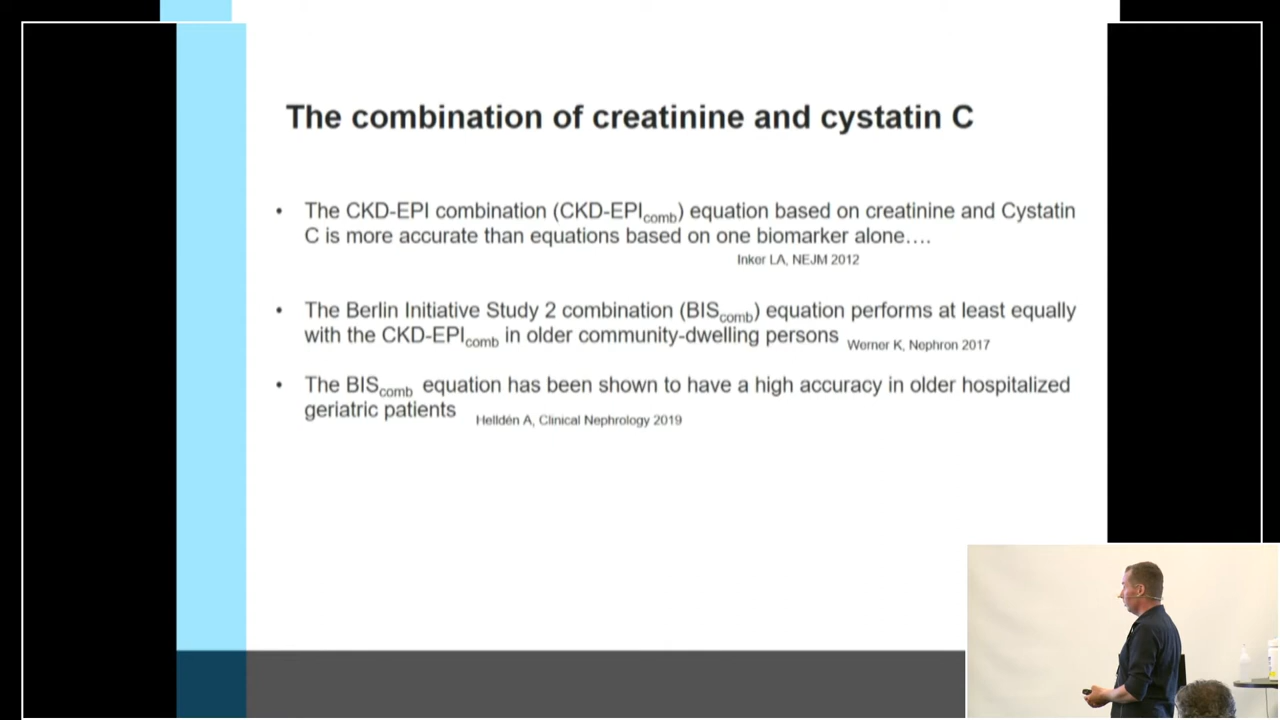 The combination of creatinine and cystatin C
• The CKD-EPI combination (CKD-EPIcomb) equation based on creatinine and Cystatin
C is more accurate than equations based on one biomarker alone….
Inker LA, NEJM 2012
• The Berlin Initiative Study 2 combination (BIScomb) equation performs at least equally
with the CKD-EPIcomb in older community-dwelling persons Werner K, Nephron 2017
• The BIScomb equation has been shown to have a high accuracy in older hospitalized
geriatric patients Helldén A, Clinical Nephrology 2019